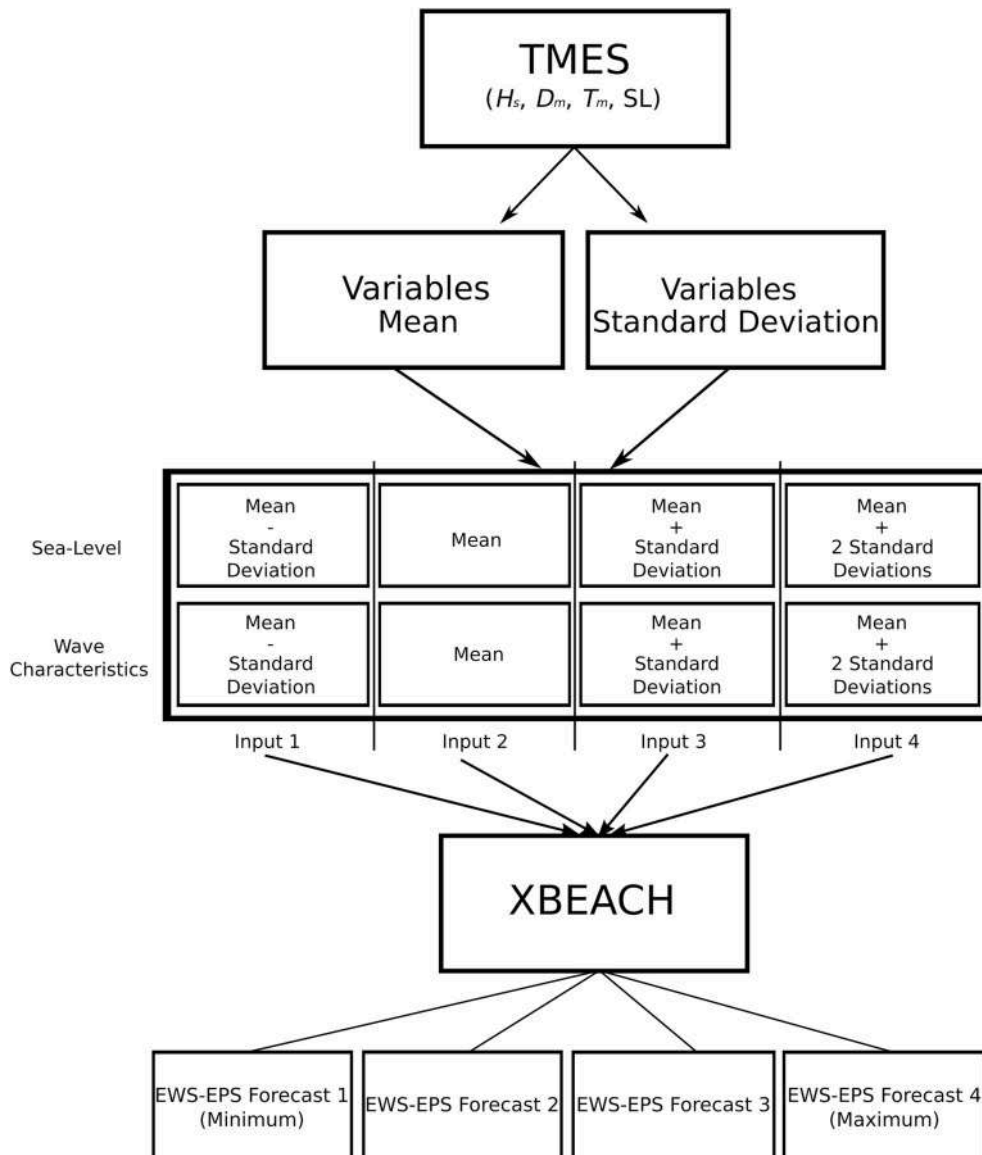 TMES
(Hs, Dm, Tm, SL)
Variables
Mean
Variables
Standard Deviation
Sea-Level
Mean
-
Standard
Deviation
Mean
Mean
+
Standard
Deviation
Mean
+
2 Standard
Deviations
Wave
Characteristics
Mean
-
Standard
Deviation
Mean
Mean
+
Standard
Deviation
Mean
+
2 Standard
Deviations
Input 1
Input 2
Input 3
Input 4
XBEACH
EWS-EPS Forecast 1
(Minimum)
EWS-EPS Forecast 2
EWS-EPS Forecast 3
EWS-EPS Forecast 4
(Maximum)